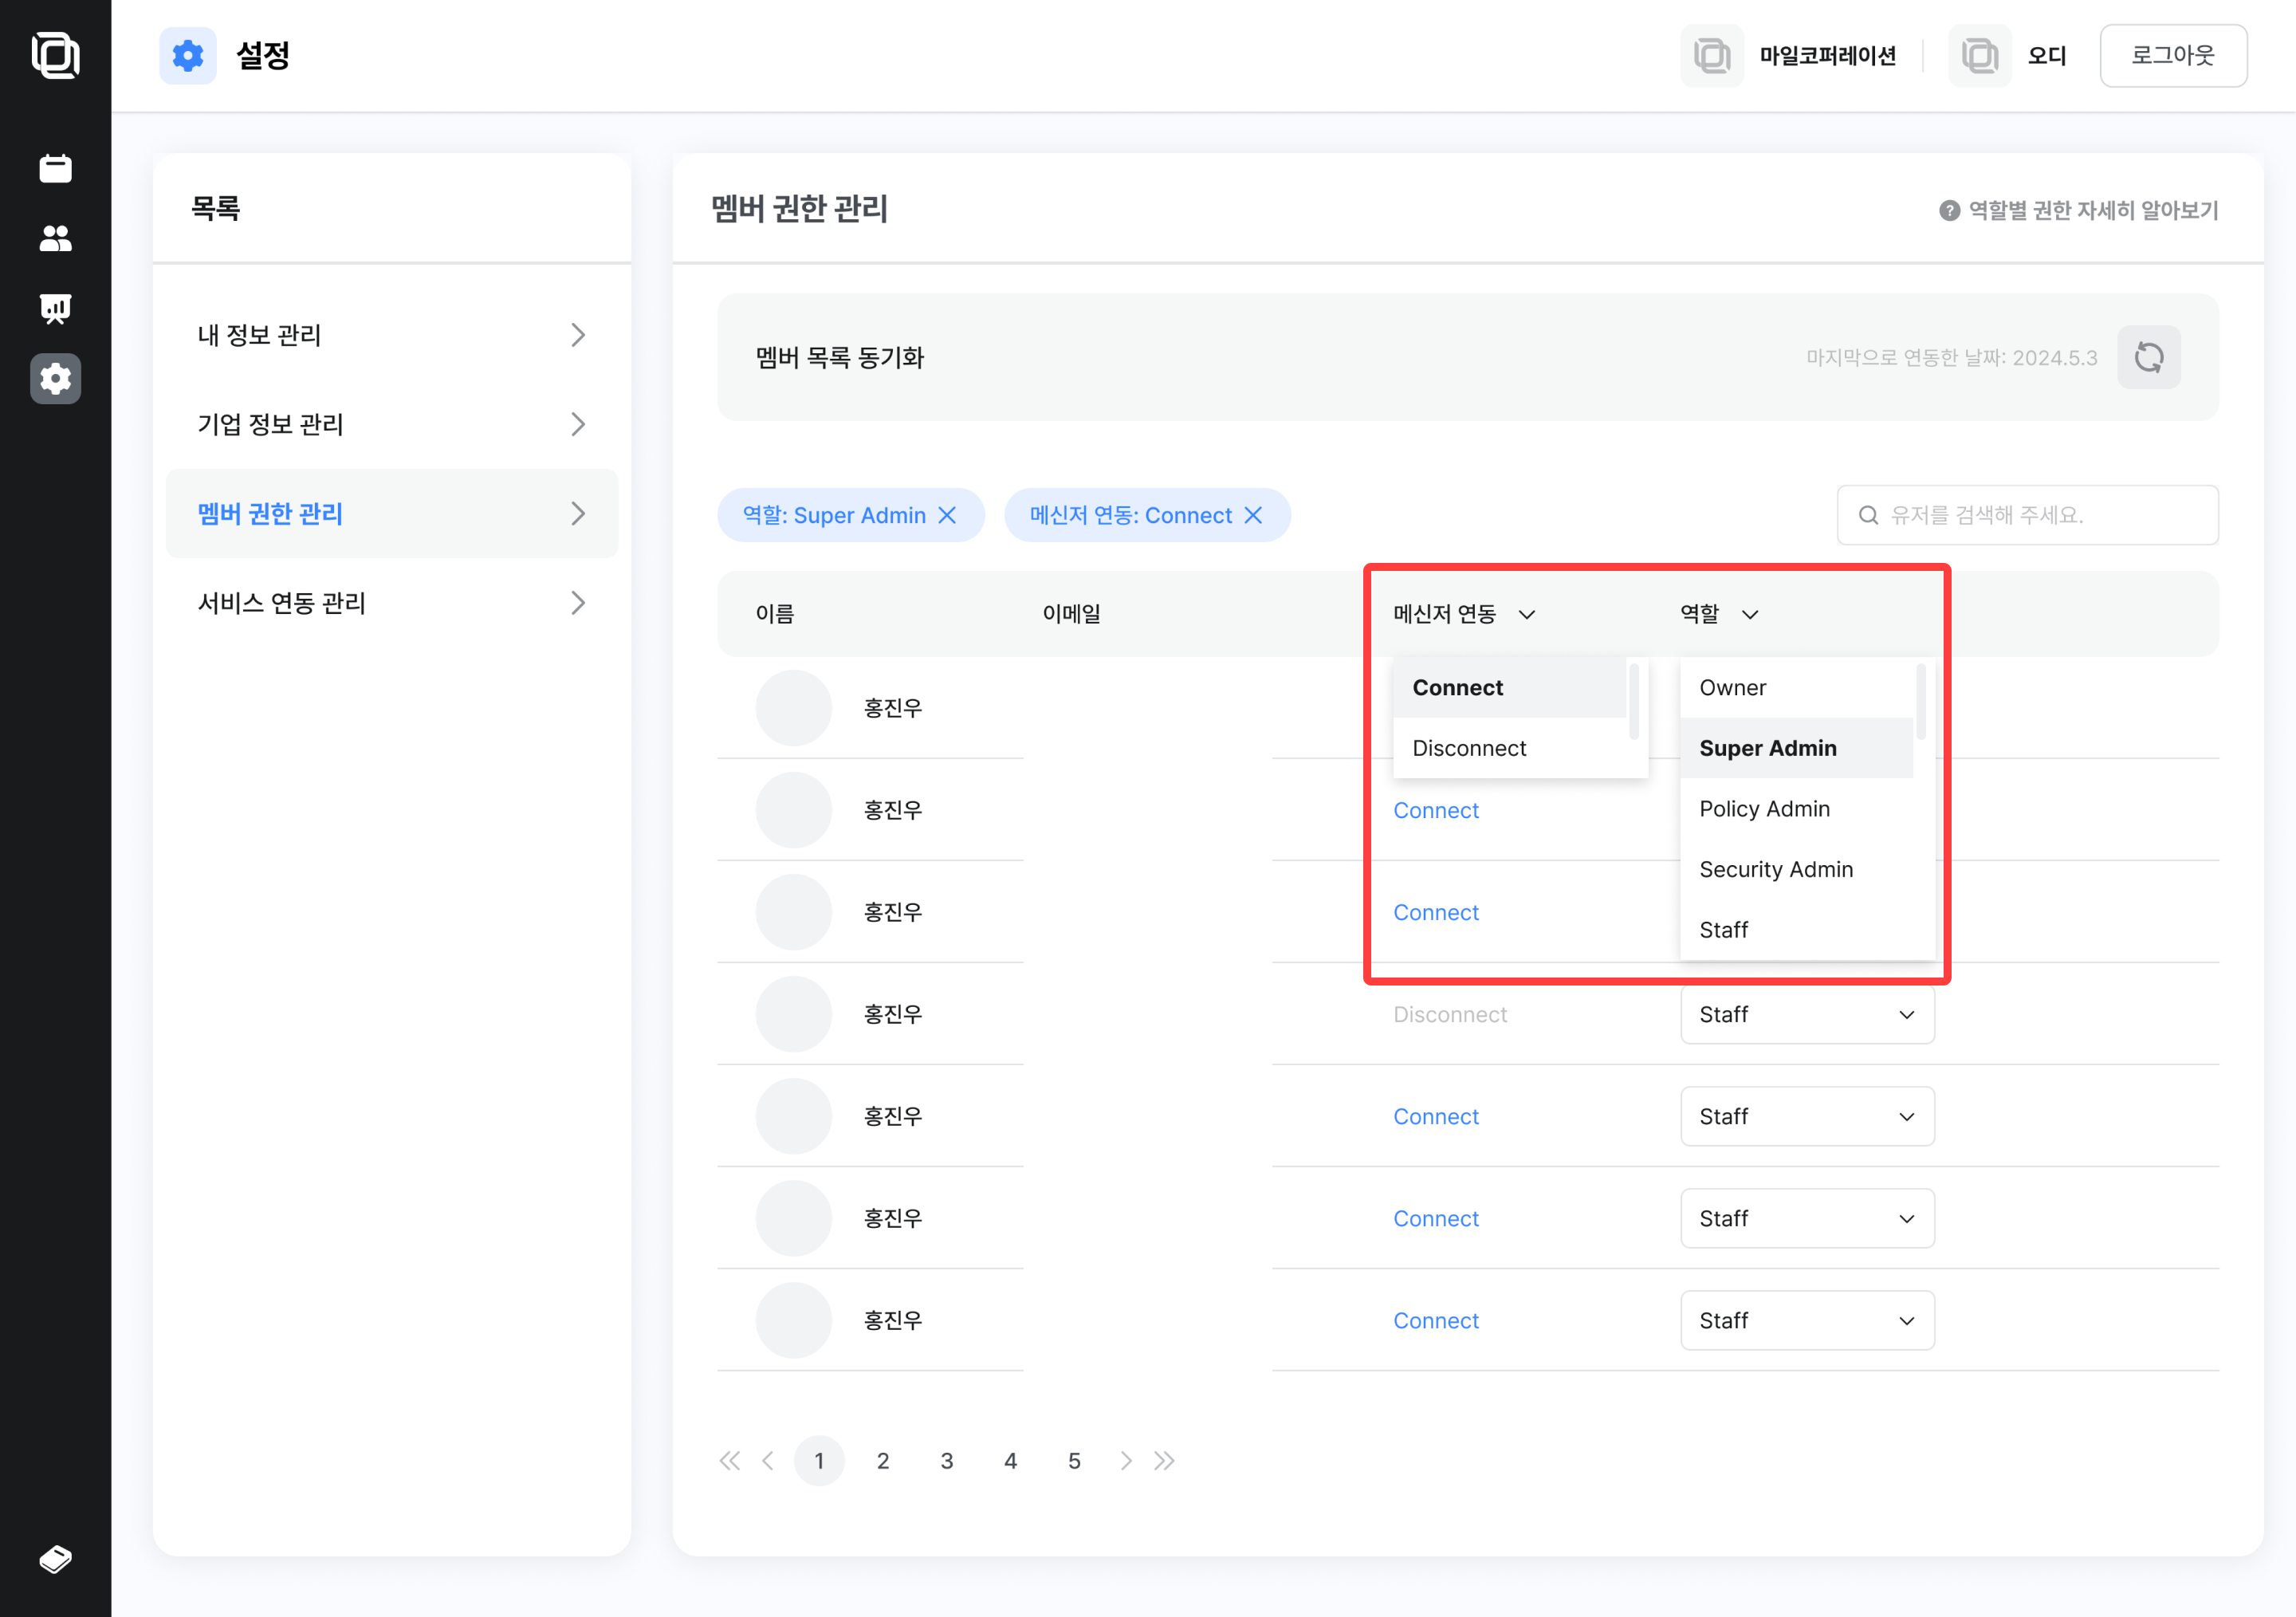 설정
마일코퍼레이션
오디
로그아웃
목록
내 정보 관리
기업 정보 관리
멤버 권한 관리
서비스 연동 관리
멤버 권한 관리
? 역할별 권한 자세히 알아보기
멤버 목록 동기화
마지막으로 연동한 날짜: 2024.5.3
역할: Super Admin
메신저 연동: Connect
유저를 검색해 주세요.
이름 이메일 메신저 연동 역할
Connect
Disconnect
Owner
Super Admin
Policy Admin
Security Admin
Staff
홍진우
홍진우 Connect
홍진우 Connect
홍진우 Disconnect Staff
홍진우 Connect Staff
홍진우 Connect Staff
홍진우 Connect Staff
1 2 3 4 5